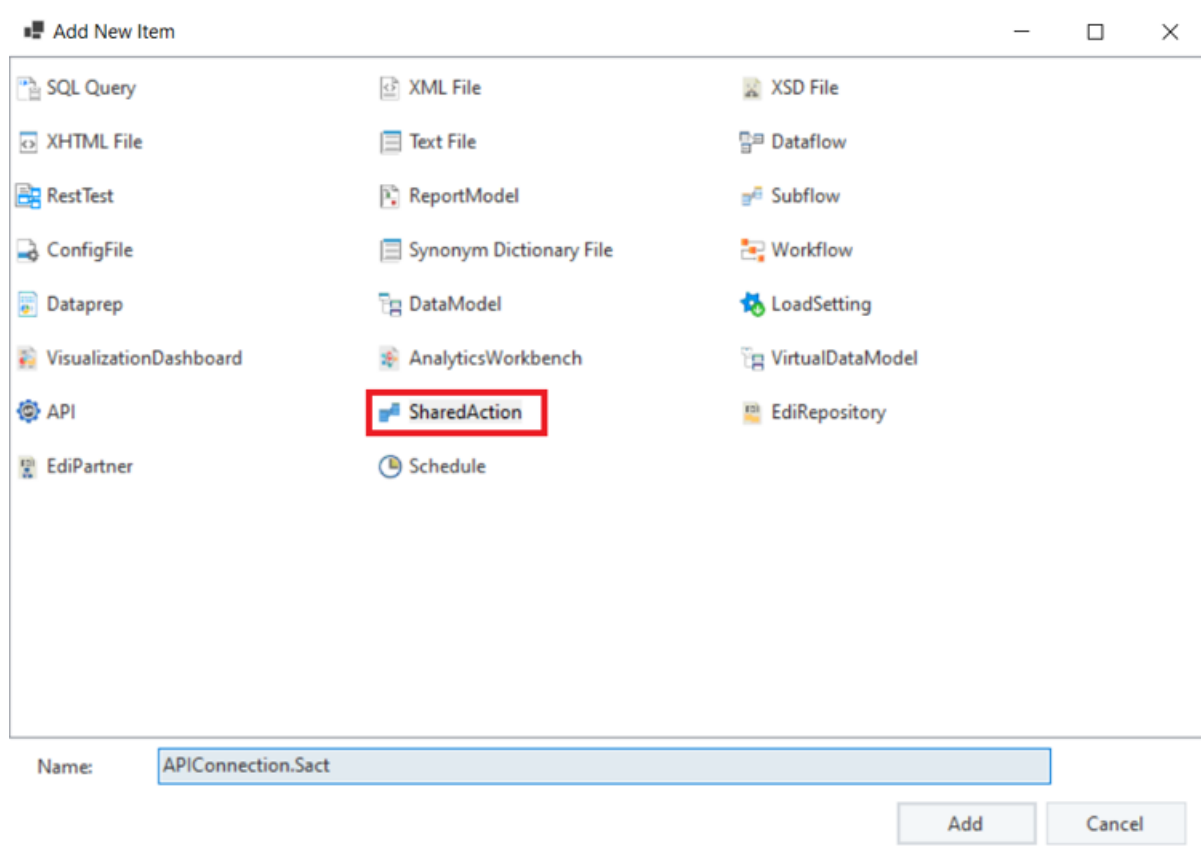 Add New Item
SQL Query XML File XSD File
XHTML File Text File Dataflow
RestTest ReportModel Subflow
ConfigFile Synonym Dictionary File Workflow
Dataprep DataModel LoadSetting
VisualizationDashboard AnalyticsWorkbench VirtualDataModel
API SharedAction EdiRepository
EdiPartner Schedule
Name: APIConnection.Sact
Add Cancel